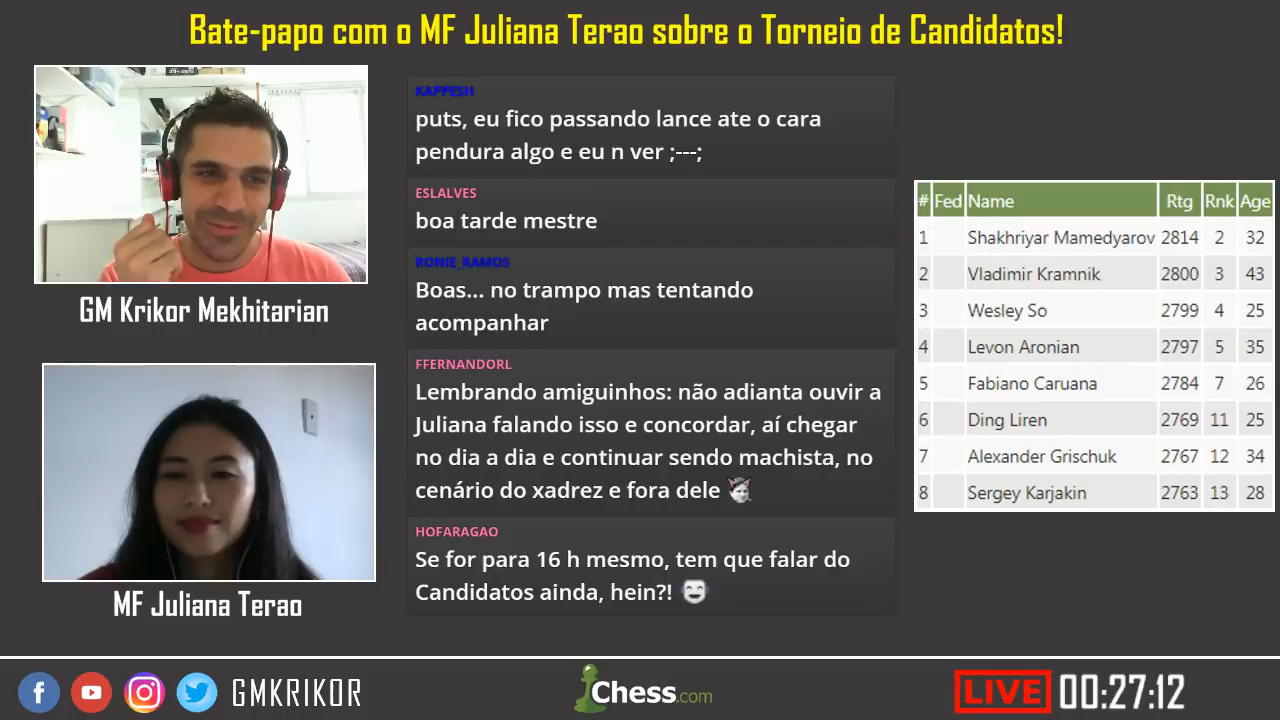 Bate-papo com o MF Juliana Terao sobre o Torneio de Candidatos!
GM Krikor Mekhitarian
MF Juliana Terao
KAPPESH
puts, eu fico passando lance ate o cara
pendura algo e eu n ver ;---;
ESLALVES
boa tarde mestre
RONIE_RAMOS
Boas... no trampo mas tentando
acompanhar
FFERNANDORL
Lembrando amiguinhos: não adianta ouvir a
Juliana falando isso e concordar, aí chegar
no dia a dia e continuar sendo machista, no
cenário do xadrez e fora dele
HOFARAGAO
Se for para 16 h mesmo, tem que falar do
Candidatos ainda, hein?!
# Fed Name Rtg Rnk Age
1 Shakhriyar Mamedyarov 2814 2 32
2 Vladimir Kramnik 2800 3 43
3 Wesley So 2799 4 25
4 Levon Aronian 2797 5 35
5 Fabiano Caruana 2784 7 26
6 Ding Liren 2769 11 25
7 Alexander Grischuk 2767 12 34
8 Sergey Karjakin 2763 13 28
GMKRIKOR
Chess.com
LIVE 00:27:12